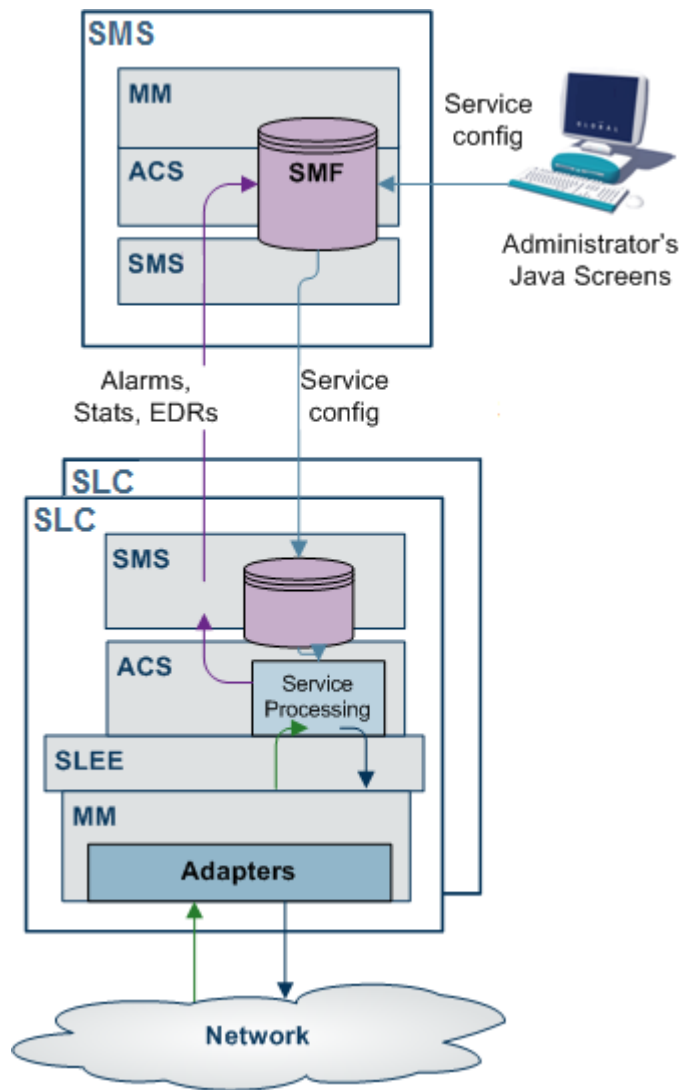 SMS
MM
ACS
SMF
SMS
Service
config
GLOBAL
Administrator's
Java Screens
Alarms,
Stats, EDRs
Service
config
SLC
SLC
SMS
ACS
Service
Processing
SLEE
MM
Adapters
Network